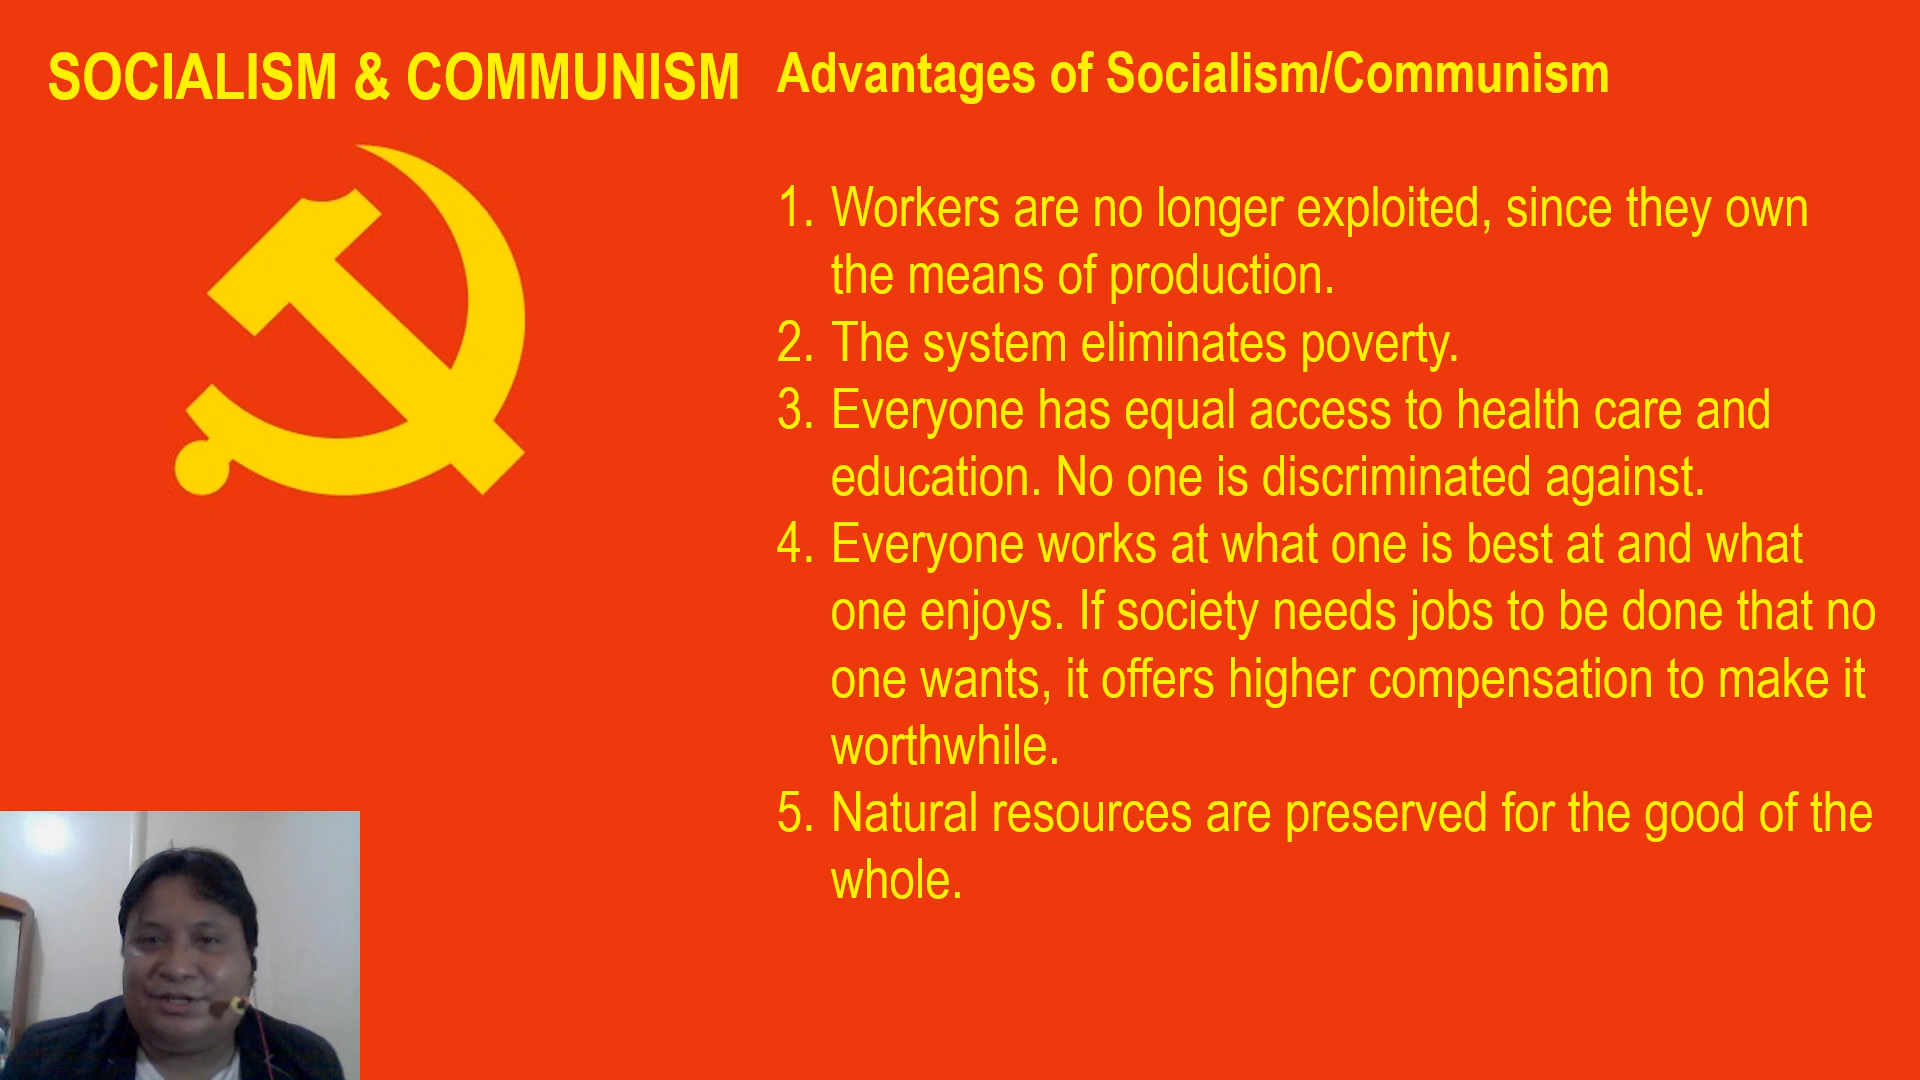 SOCIALISM & COMMUNISM
Advantages of Socialism/Communism
1. Workers are no longer exploited, since they own
the means of production.
2. The system eliminates poverty.
3. Everyone has equal access to health care and
education. No one is discriminated against.
4. Everyone works at what one is best at and what
one enjoys. If society needs jobs to be done that no
one wants, it offers higher compensation to make it
worthwhile.
5. Natural resources are preserved for the good of the
whole.